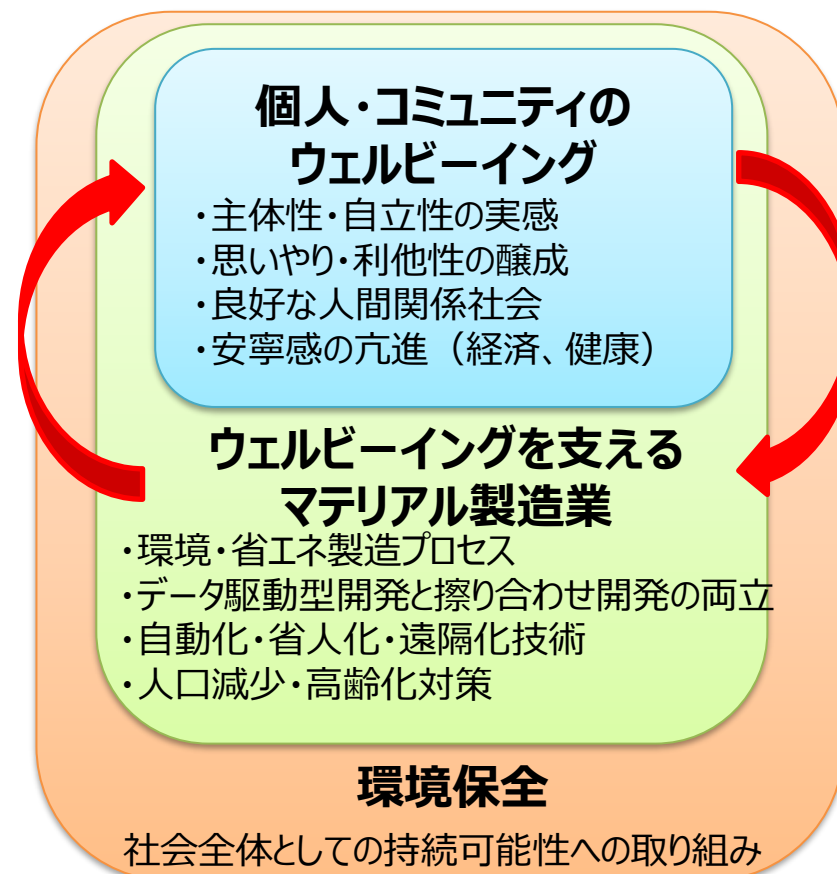 個人・コミュニティの
ウェルビーイング
・主体性・自立性の実感
・思いやり・利他性の醸成
・良好な人間関係社会
・安寧感の亢進（経済、健康）
ウェルビーイングを支える
マテリアル製造業
・環境・省エネ製造プロセス
・データ駆動型開発と擦り合わせ開発の両立
・自動化・省人化・遠隔化技術
・人口減少・高齢化対策
環境保全
社会全体としての持続可能性への取り組み